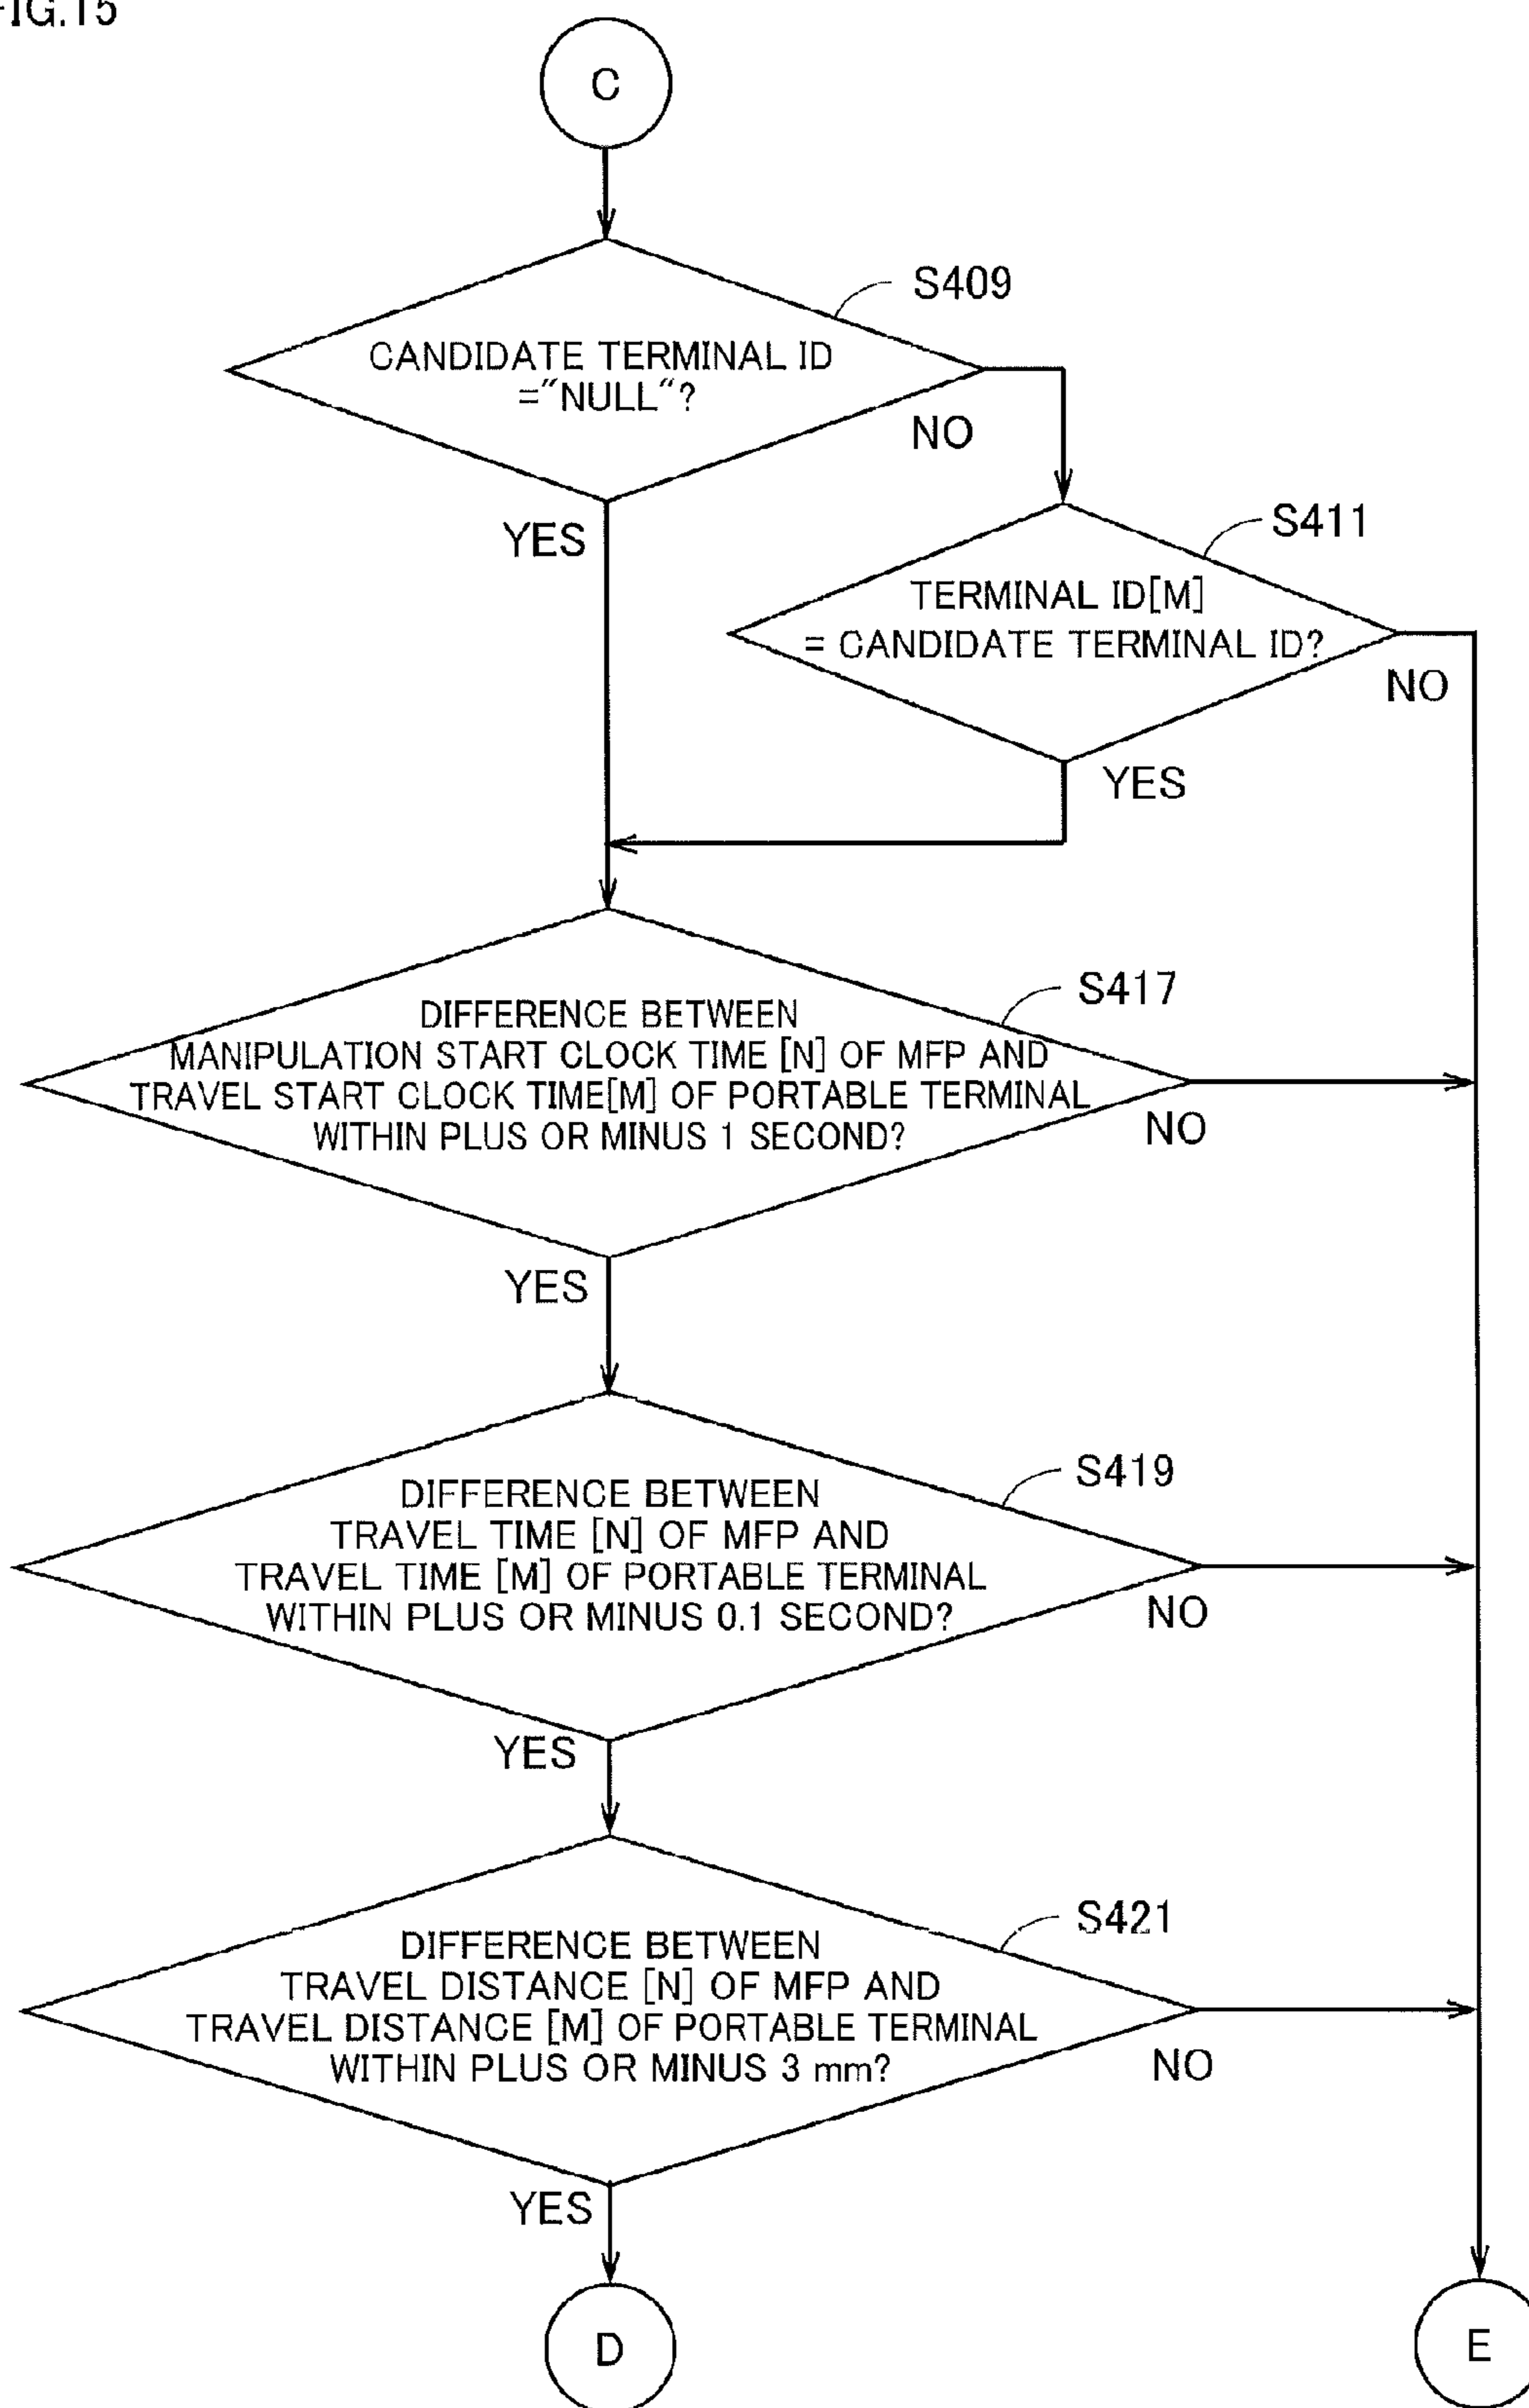 FIG.15
C
S409
CANDIDATE TERMINAL ID
="NULL"?
NO
YES
S411
TERMINAL ID[M]
= CANDIDATE TERMINAL ID?
NO
YES
S417
DIFFERENCE BETWEEN
MANIPULATION START CLOCK TIME [N] OF MFP AND
TRAVEL START CLOCK TIME[M] OF PORTABLE TERMINAL
WITHIN PLUS OR MINUS 1 SECOND?
NO
YES
S419
DIFFERENCE BETWEEN
TRAVEL TIME [N] OF MFP AND
TRAVEL TIME [M] OF PORTABLE TERMINAL
WITHIN PLUS OR MINUS 0.1 SECOND?
NO
YES
S421
DIFFERENCE BETWEEN
TRAVEL DISTANCE [N] OF MFP AND
TRAVEL DISTANCE [M] OF PORTABLE TERMINAL
WITHIN PLUS OR MINUS 3 mm?
NO
YES
D
E